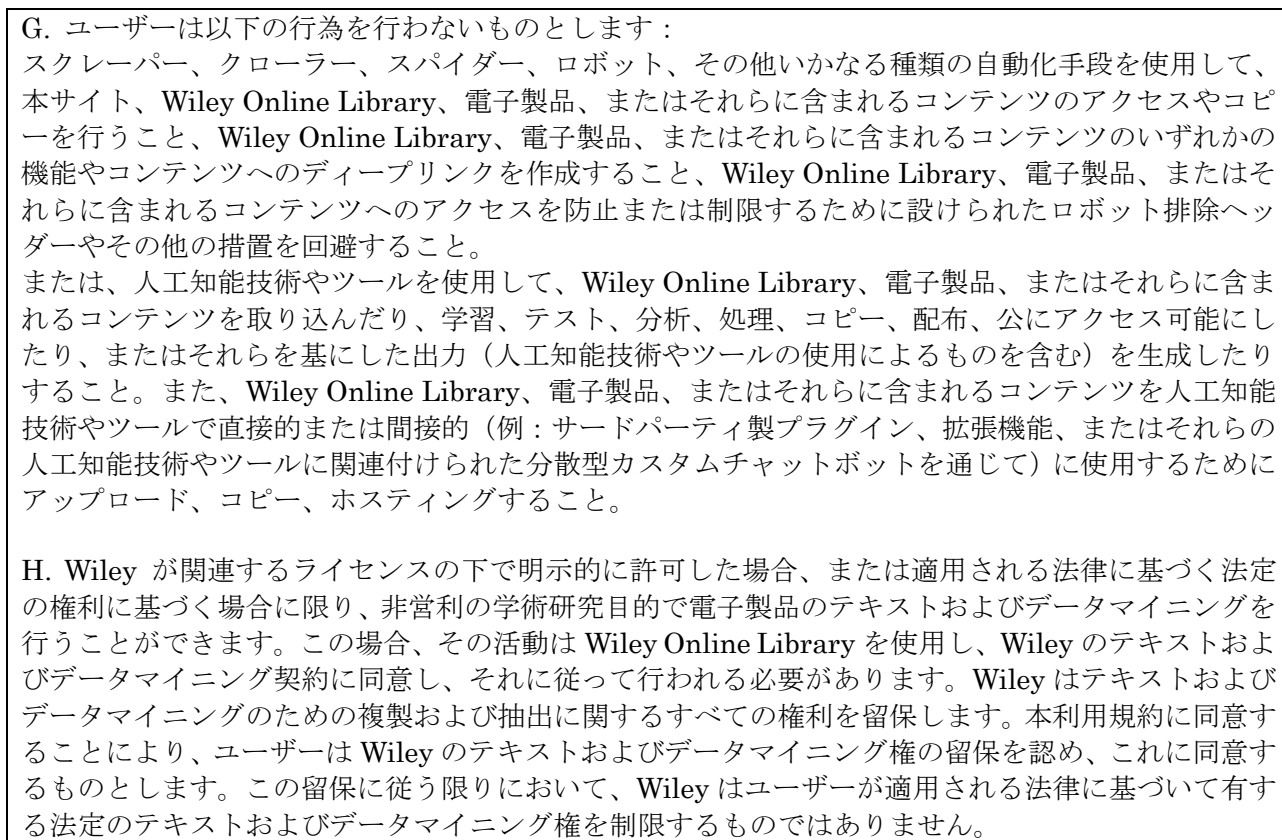 G. ユーザーは以下の行為を行わないものとします：
スクレーパー、クローラー、スパイダー、ロボット、その他いかなる種類の自動化手段を使用して、
本サイト、Wiley Online Library、電子製品、またはそれらに含まれるコンテンツのアクセスやコピ
ーを行うこと、Wiley Online Library、電子製品、またはそれらに含まれるコンテンツのいずれかの
機能やコンテンツへのディープリンクを作成すること、Wiley Online Library、電子製品、またはそ
れらに含まれるコンテンツへのアクセスを防止または制限するために設けられたロボット排除ヘッ
ダーやその他の措置を回避すること。
または、人工知能技術やツールを使用して、Wiley Online Library、電子製品、またはそれらに含ま
れるコンテンツを取り込んだり、学習、テスト、分析、処理、コピー、配布、公にアクセス可能にし
たり、またはそれらを基にした出力（人工知能技術やツールの使用によるものを含む）を生成したり
すること。また、Wiley Online Library、電子製品、またはそれらに含まれるコンテンツを人工知能
技術やツールで直接的または間接的（例：サードパーティ製プラグイン、拡張機能、またはそれらの
人工知能技術やツールに関連付けられた分散型カスタムチャットボットを通じて）に使用するために
アップロード、コピー、ホスティングすること。
H. Wiley が関連するライセンスの下で明示的に許可した場合、または適用される法律に基づく法定
の権利に基づく場合に限り、非営利の学術研究目的で電子製品のテキストおよびデータマイニングを
行うことができます。この場合、その活動は Wiley Online Library を使用し、Wiley のテキストおよ
びデータマイニング契約に同意し、それに従って行われる必要があります。Wiley はテキストおよび
データマイニングのための複製および抽出に関するすべての権利を留保します。本利用規約に同意す
ることにより、ユーザーは Wiley のテキストおよびデータマイニング権の留保を認め、これに同意す
るものとします。この留保に従う限りにおいて、Wiley はユーザーが適用される法律に基づいて有す
る法定のテキストおよびデータマイニング権を制限するものではありません。